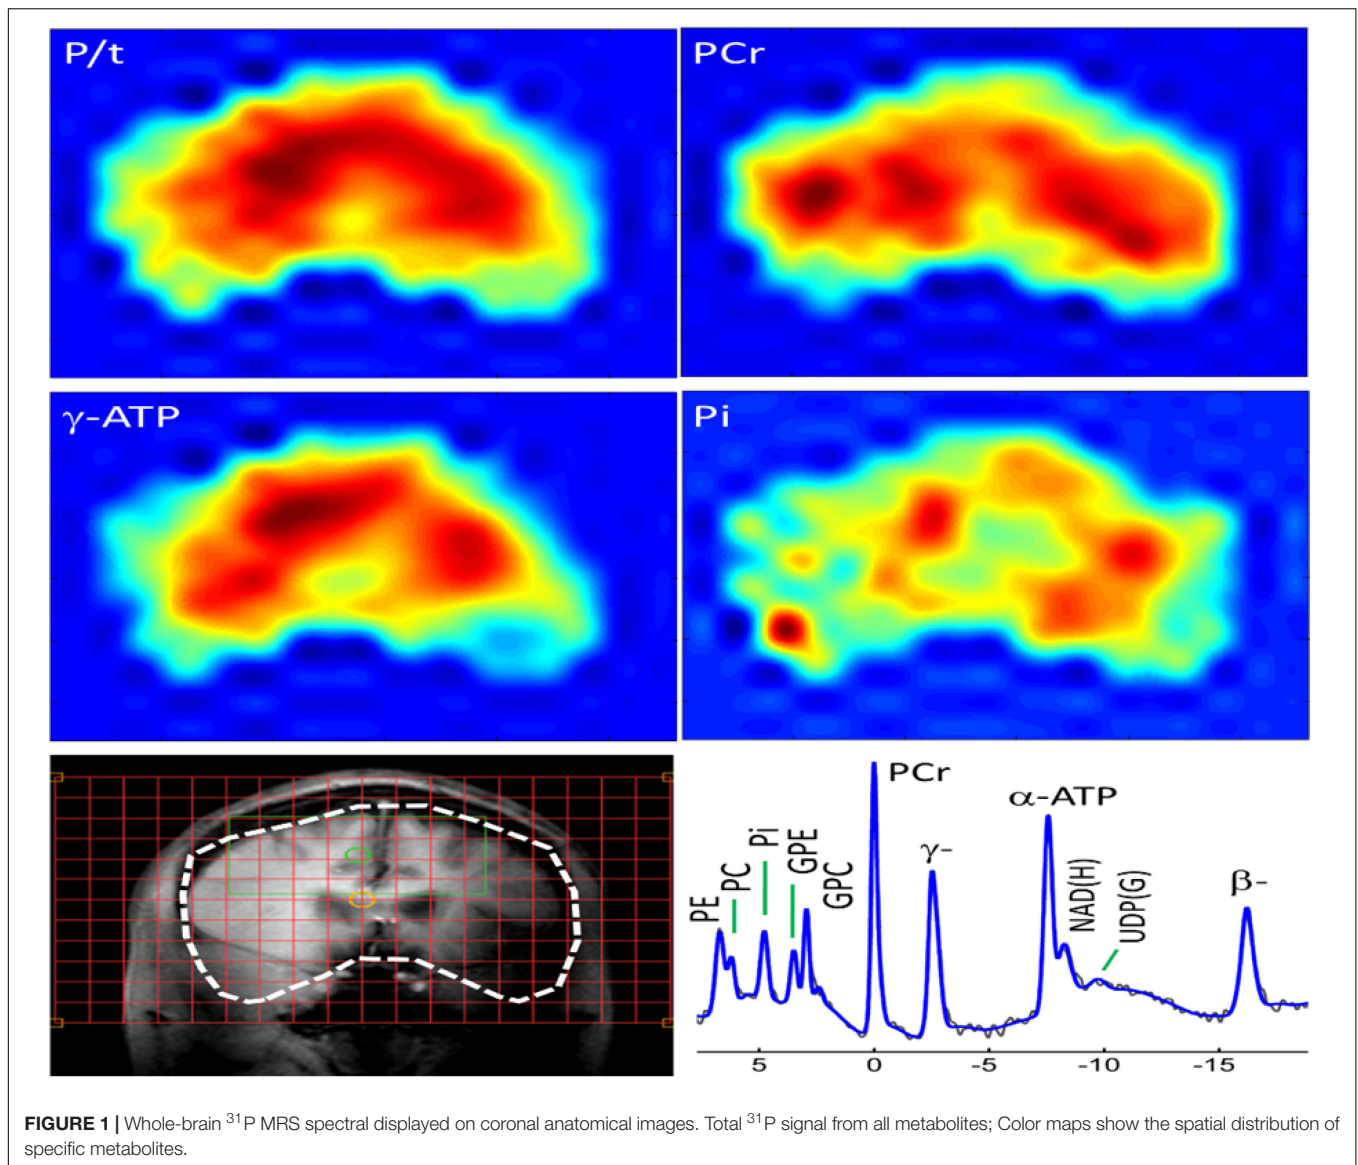 P/t
PCr
γ-ATP
Pi
PE
PC
Pi
GPE
GPC
PCr
γ-
α-ATP
NAD(H)
UDP(G)
β-
5 0 -5 -10 -15
FIGURE 1 | Whole-brain ³¹P MRS spectral displayed on coronal anatomical images. Total ³¹P signal from all metabolites; Color maps show the spatial distribution of
specific metabolites.